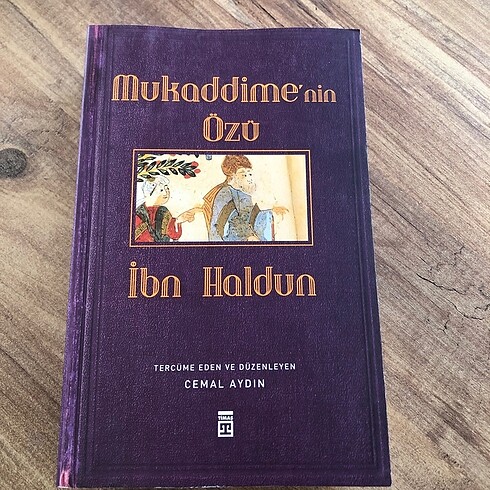 Mukaddime'nin
Özü
İbn Haldun
TERCÜME EDEN VE DÜZENLEYEN
CEMAL AYDIN
TİMAŞ